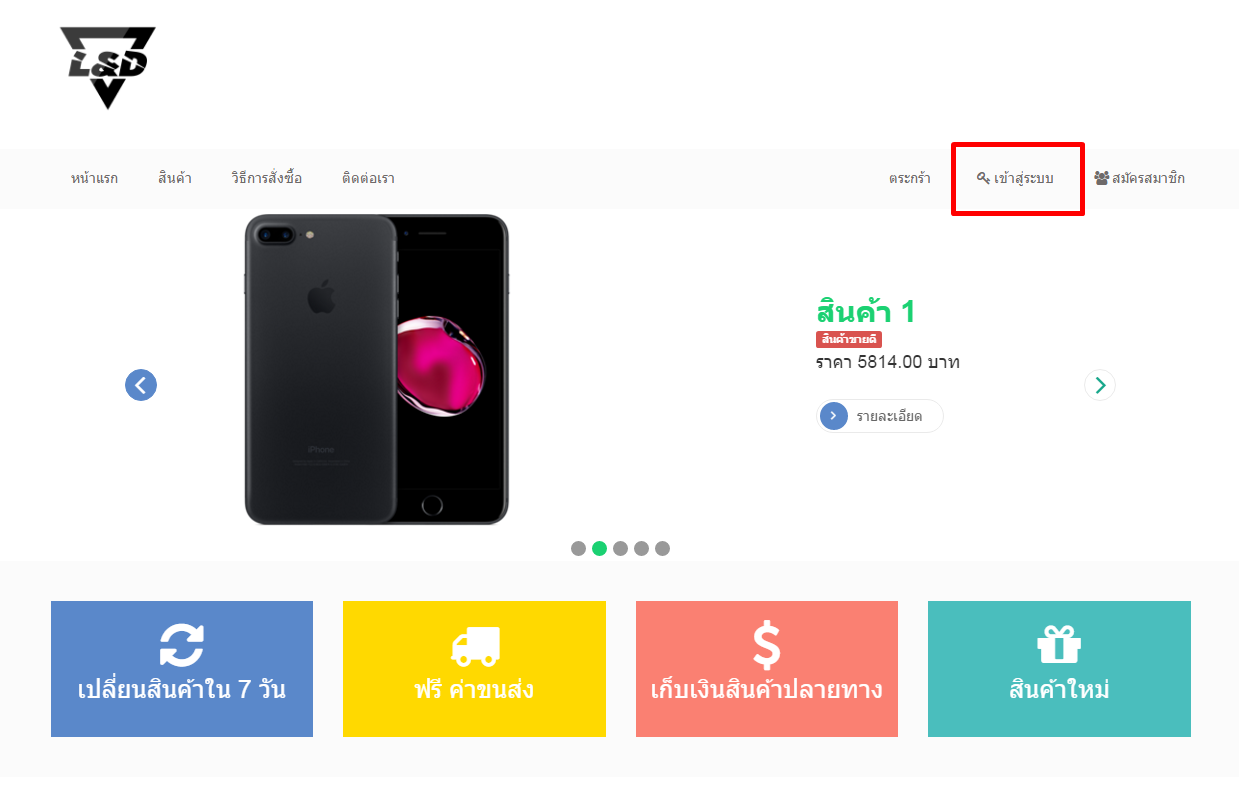 L&D
หน้าแรก สินค้า วิธีการสั่งซื้อ ติดต่อเรา ตระกร้า เข้าสู่ระบบ สมัครสมาชิก
สินค้า 1
สินค้าขายดี
ราคา 5814.00 บาท
รายละเอียด
iPhone
เปลี่ยนสินค้าใน 7 วัน ฟรี ค่าขนส่ง เก็บเงินสินค้าปลายทาง สินค้าใหม่